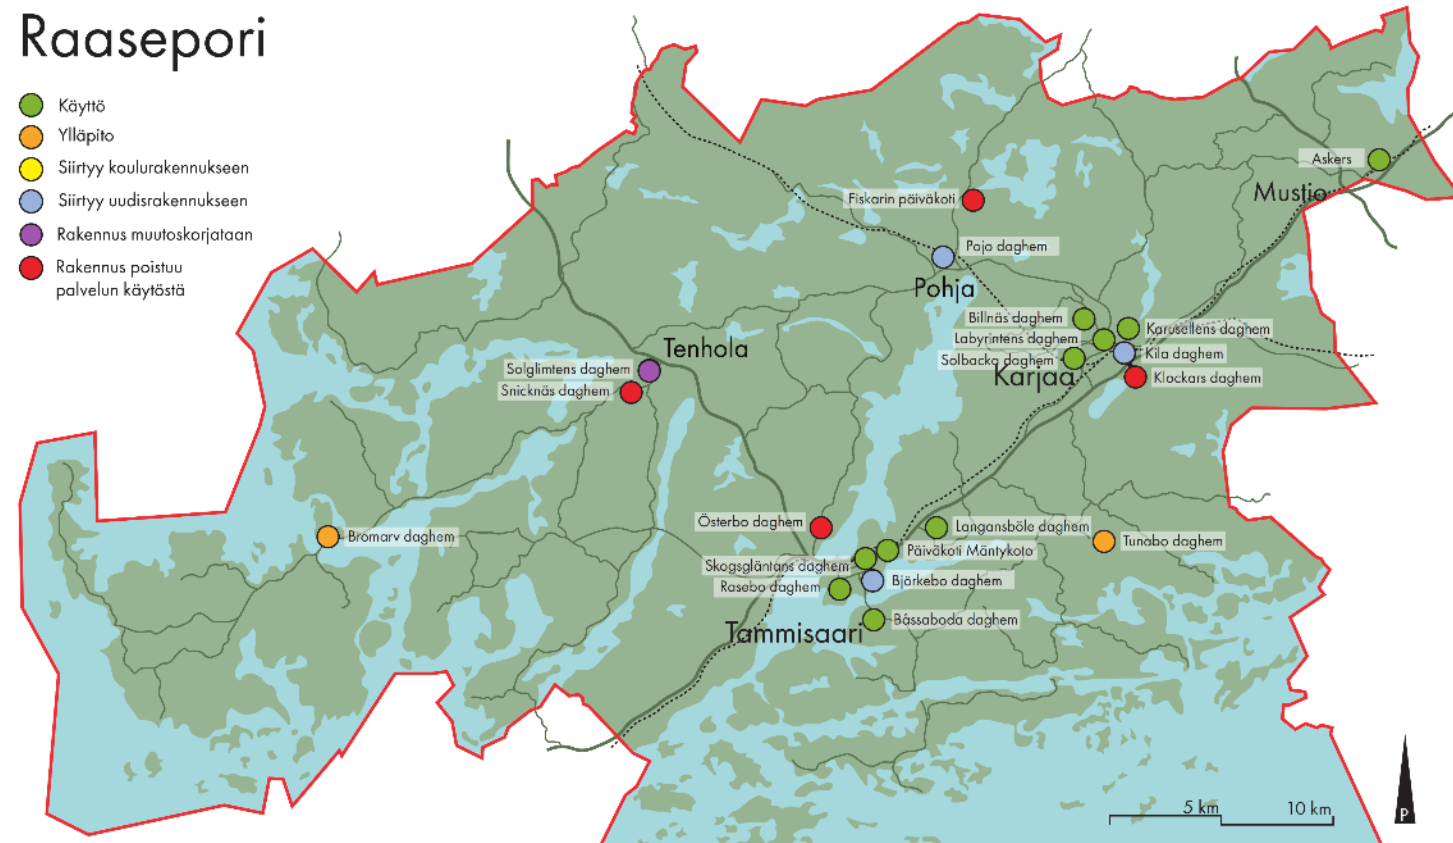 Raasepori
Käyttö
Ylläpito
Siirtyy koulurakennukseen
Siirtyy uudisrakennukseen
Rakennus muutoskorjataan
Rakennus poistuu
palvelun käytöstä
Askers
Mustio
Fiskarin päiväkoti
Pojo daghem
Pohja
Billnäs daghem
Karusellens daghem
Labyrintens daghem
Kila daghem
Solbacka daghem
Karjaa
Klockars daghem
Tenhola
Solglimtens daghem
Snicknäs daghem
Österbo daghem
Langansböle daghem
Bromarv daghem
Tunabo daghem
Päiväkoti Mäntykoto
Skogsgläntans daghem
Björkebo daghem
Rasebo daghem
Båssaboda daghem
Tammisaari
5 km
10 km
P